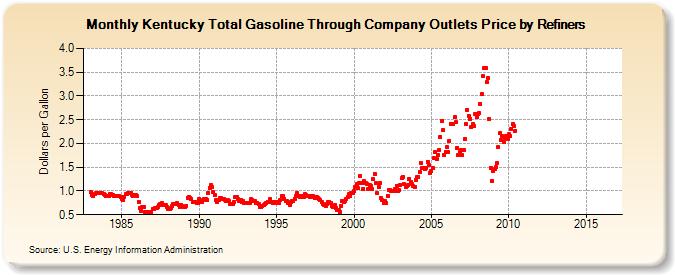 Monthly Kentucky Total Gasoline Through Company Outlets Price by Refiners
Dollars per Gallon
4.0
3.5
3.0
2.5
2.0
1.5
1.0
0.5
1985 1990 1995 2000 2005 2010 2015
Source: U.S. Energy Information Administration